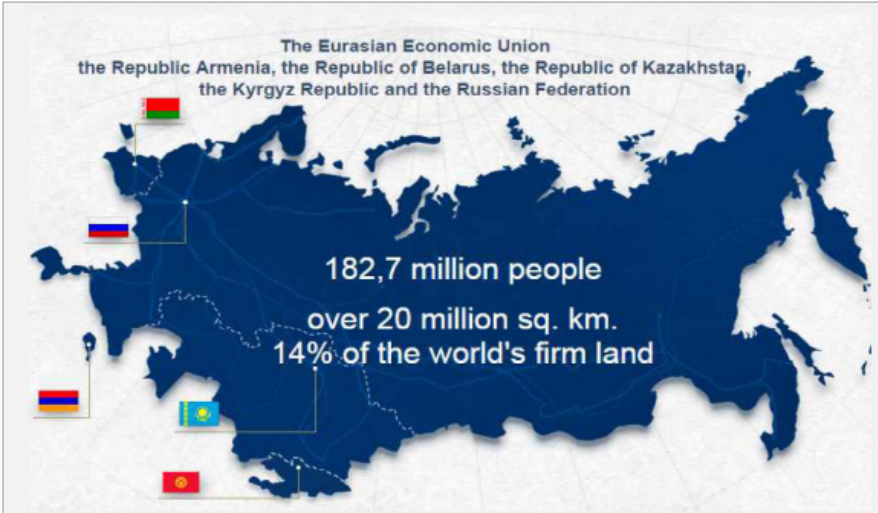 The Eurasian Economic Union
the Republic Armenia, the Republic of Belarus, the Republic of Kazakhstan,
the Kyrgyz Republic and the Russian Federation
182,7 million people
over 20 million sq. km.
14% of the world's firm land